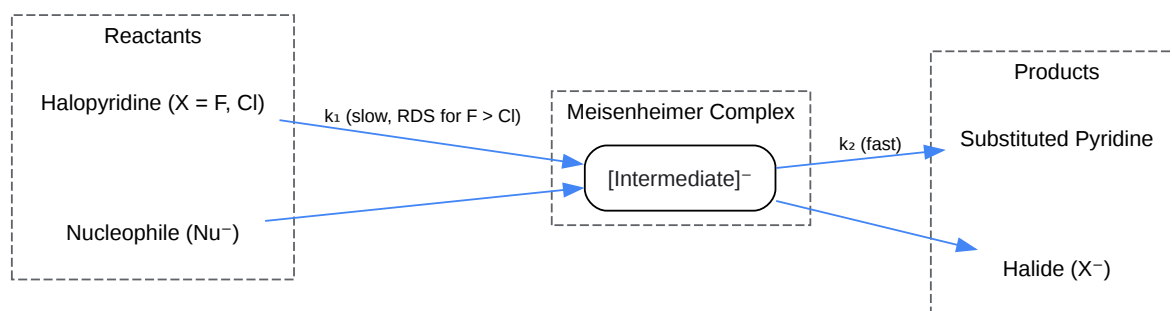 Reactants
Halopyridine (X = F, Cl)
Nucleophile (Nu⁻)
k₁ (slow, RDS for F > Cl)
Meisenheimer Complex
[Intermediate]⁻
k₂ (fast)
Products
Substituted Pyridine
Halide (X⁻)